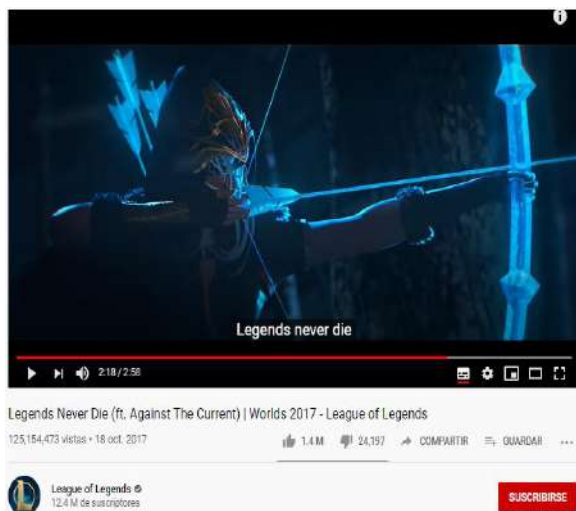 Legends never die
2:18 / 2:58
Legends Never Die (ft. Against The Current) | Worlds 2017 - League of Legends
125,154,473 vistas • 18 oct. 2017
1.4 M
24,197
COMPARTIR
GUARDAR
League of Legends
12.4 M de suscriptores
SUSCRIBIRSE